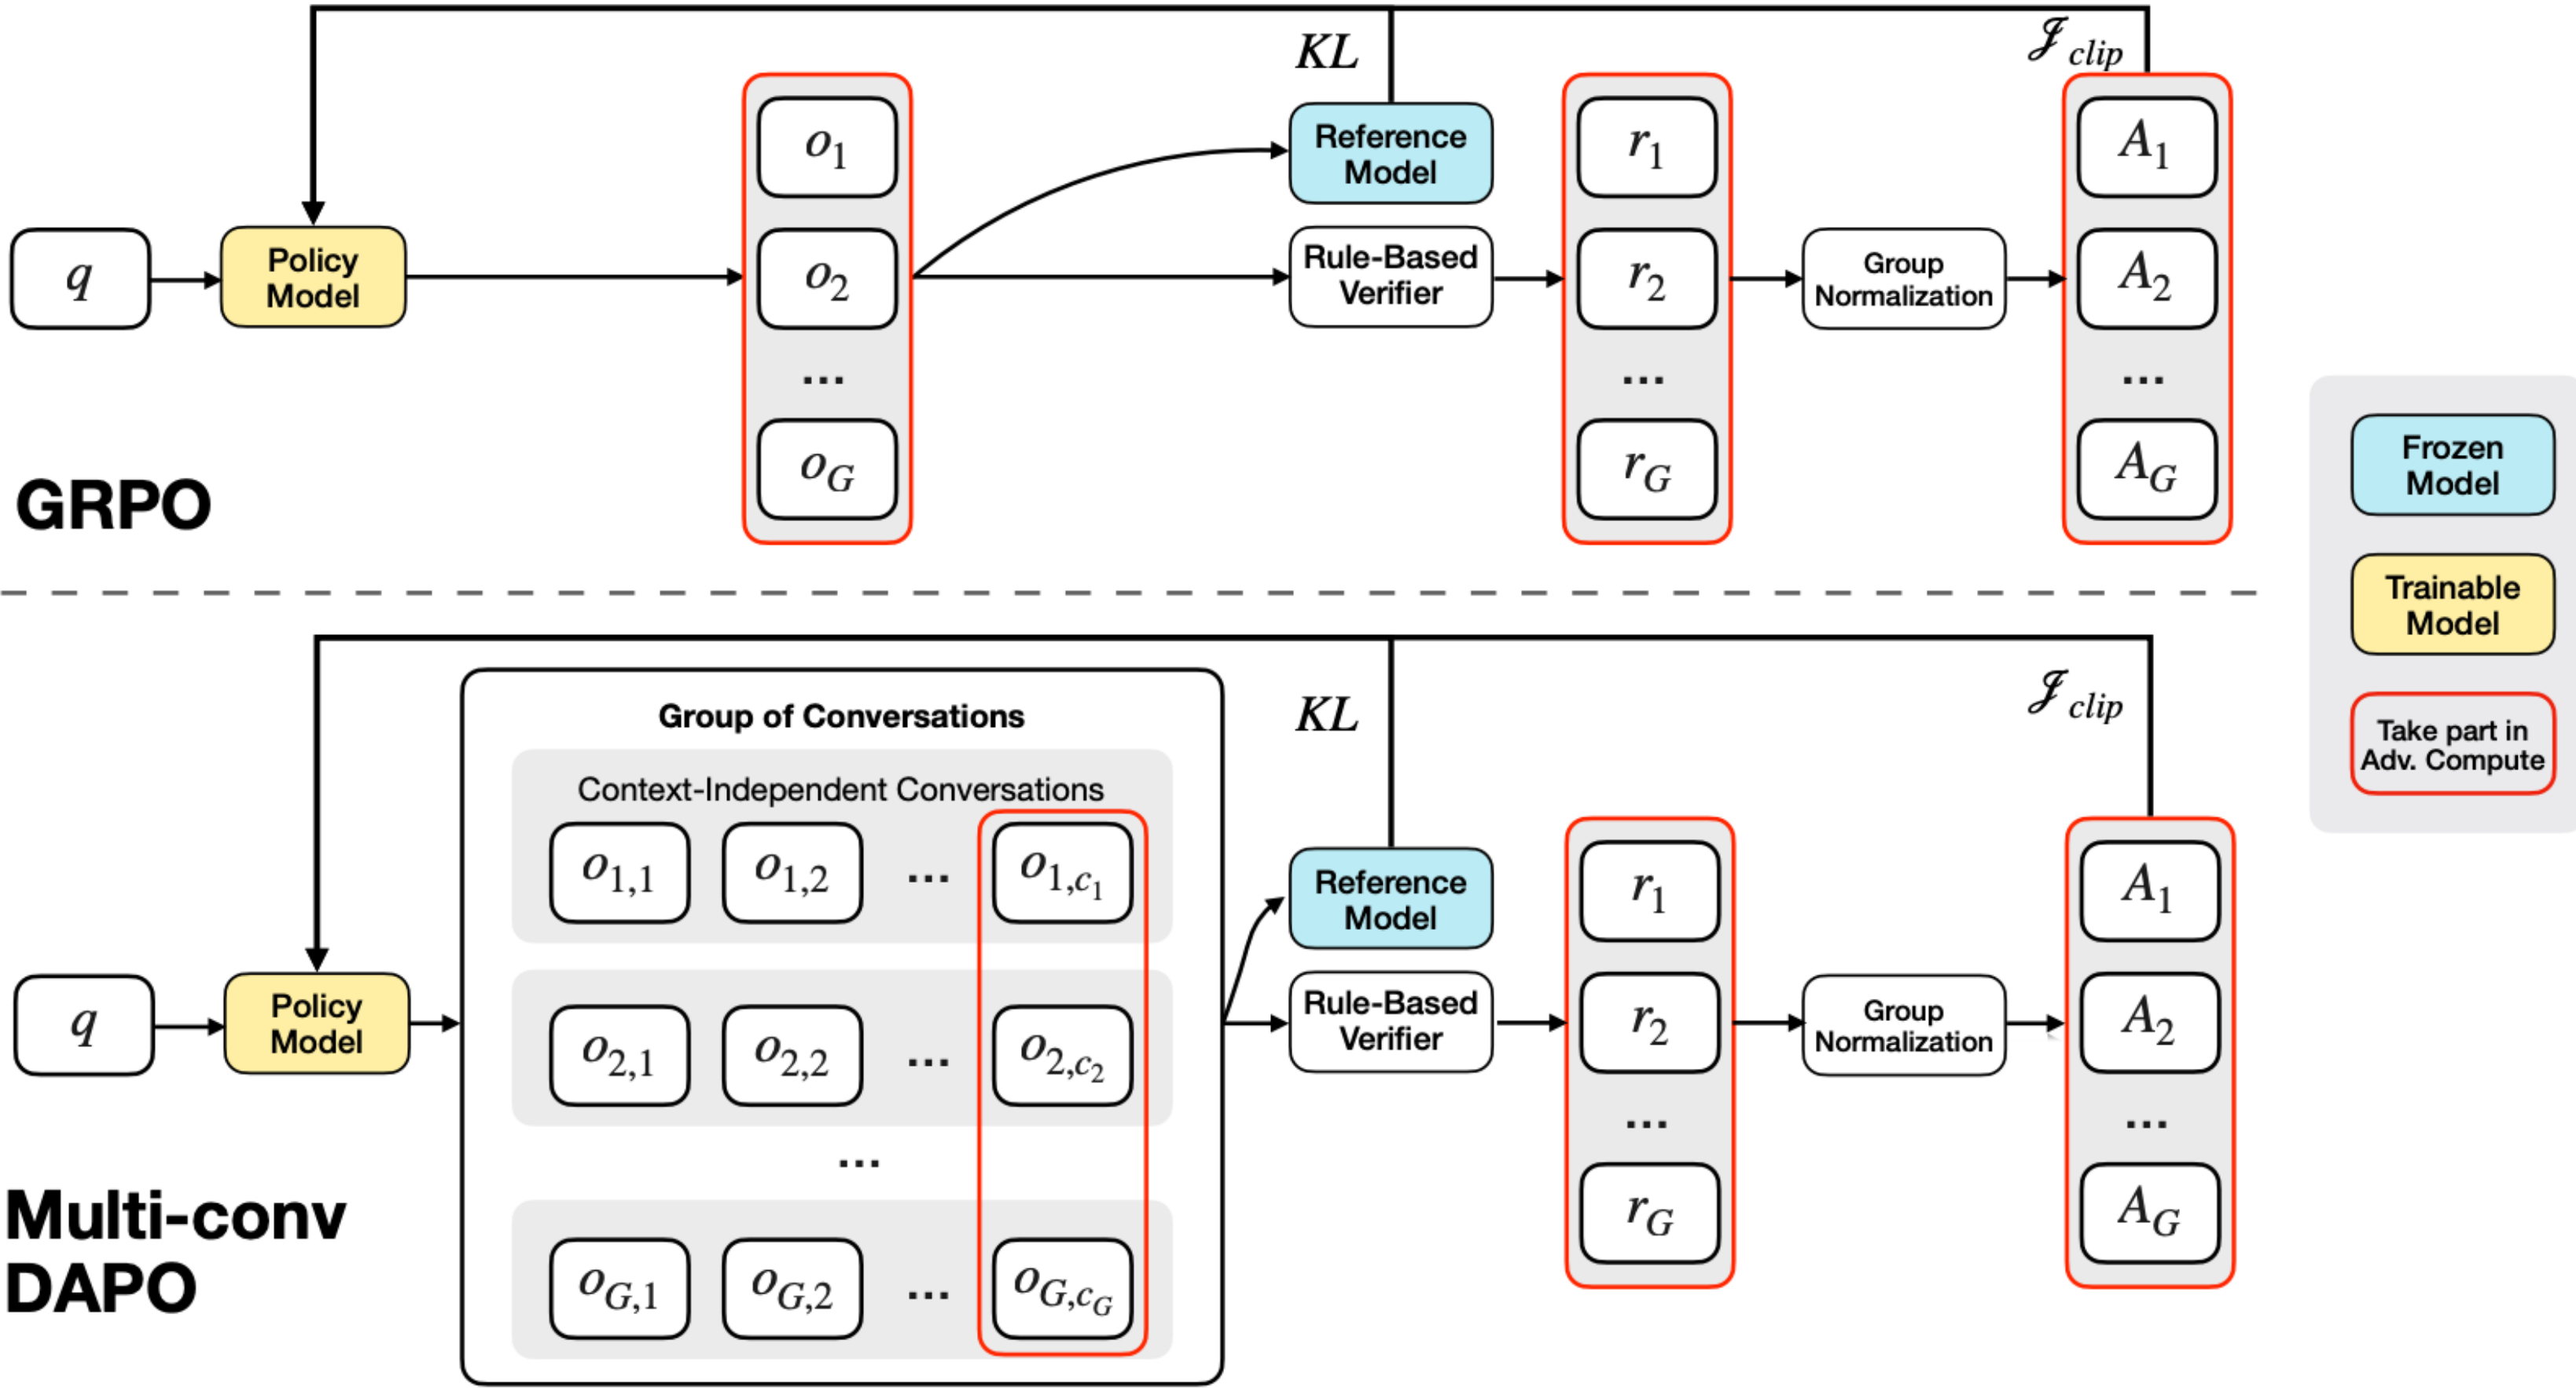 KL
𝒥clip
o1
r1
A1
Reference
Model
q
Policy
Model
o2
Rule-Based
Verifier
r2
Group
Normalization
A2
...
...
...
oG
rG
AG
GRPO
Frozen
Model
Trainable
Model
Take part in
Adv. Compute
KL
𝒥clip
Group of Conversations
Context-Independent Conversations
o1,1
o1,2
...
o1,c1
Reference
Model
r1
A1
q
Policy
Model
o2,1
o2,2
...
o2,c2
Rule-Based
Verifier
r2
Group
Normalization
A2
...
...
...
Multi-conv
DAPO
oG,1
oG,2
...
oG,cG
rG
AG